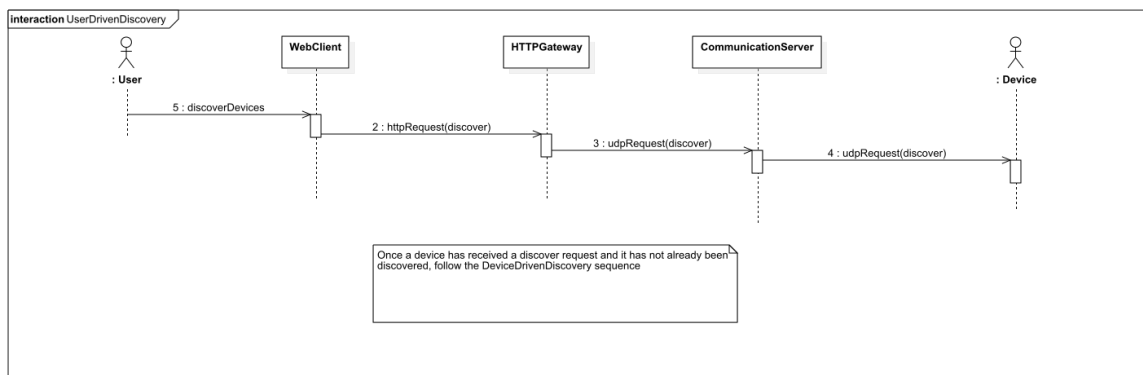 interaction UserDrivenDiscovery
WebClient
HTTPGateway
CommunicationServer
: User
: Device
5 : discoverDevices
2 : httpRequest(discover)
3 : udpRequest(discover)
4 : udpRequest(discover)
Once a device has received a discover request and it has not already been
discovered, follow the DeviceDrivenDiscovery sequence